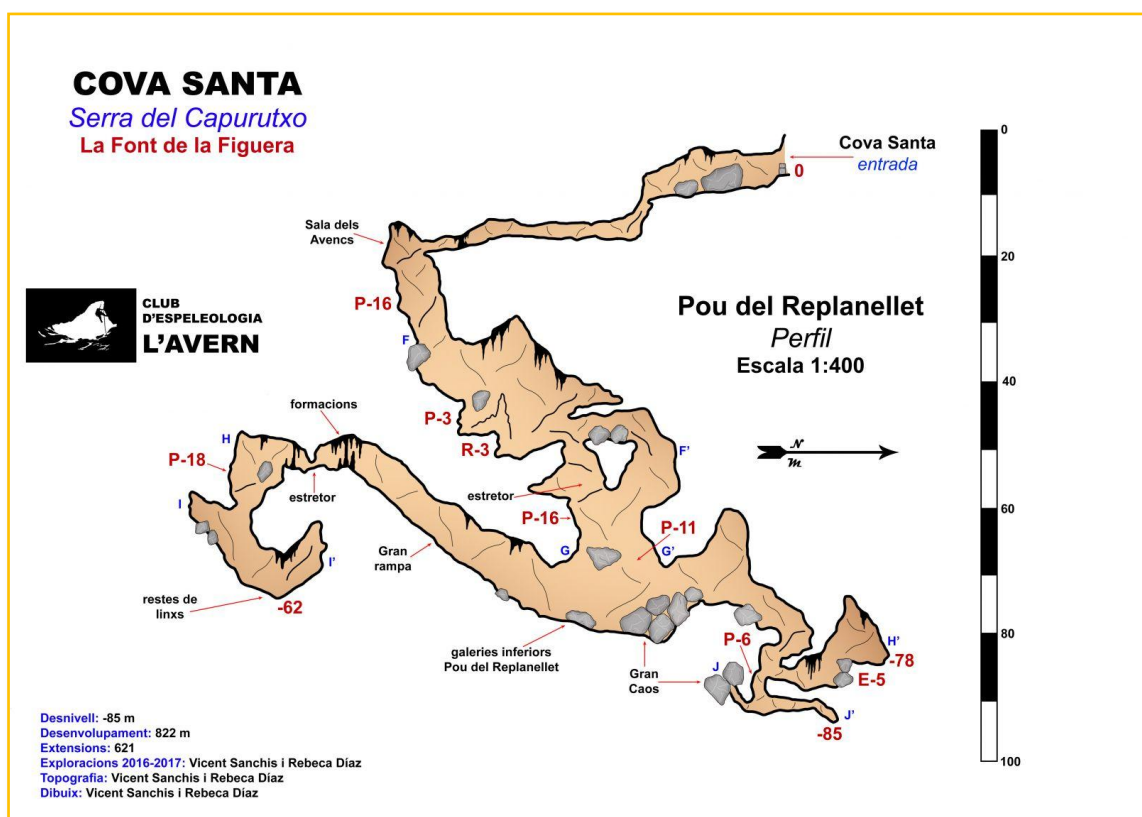 COVA SANTA
Serra del Capurutxo
La Font de la Figuera
Cova Santa
entrada
0
Sala dels
Avencs
P-16
CLUB
D'ESPELEOLOGIA
L'AVERN
Pou del Replanellet
Perfil
Escala 1:400
F
formacions
P-3
R-3
H
P-18
F'
estretor
estretor
I
P-16
P-11
G
G'
Gran
rampa
I'
restes de
linxs
-62
galeries inferiors
Pou del Replanellet
Gran
Caos
P-6
J
H'
-78
E-5
J'
-85
N
m
0
20
40
60
80
100
Desnivell: -85 m
Desenvolupament: 822 m
Extensions: 621
Exploracions 2016-2017: Vicent Sanchis i Rebeca Díaz
Topografia: Vicent Sanchis i Rebeca Díaz
Dibuix: Vicent Sanchis i Rebeca Díaz